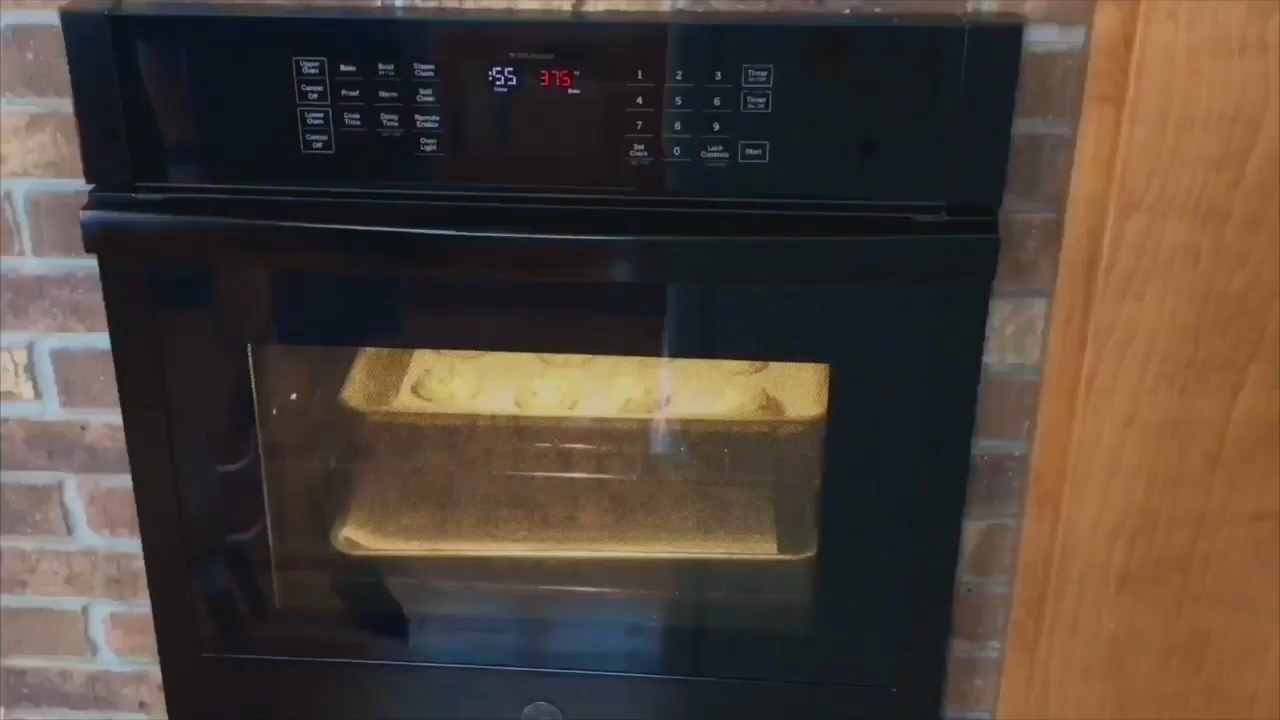 Upper Oven
Bake
Broil
Steam Clean
Cancel Off
Proof
Warm
Self Clean
Lower Oven
Cook Time
Delay Time
Remote Enable
Cancel Off
Oven Light
:55
375
Bake
1 2 3 Timer
4 5 6 Timer
7 8 9
Set Clock 0 Lock Controls Start